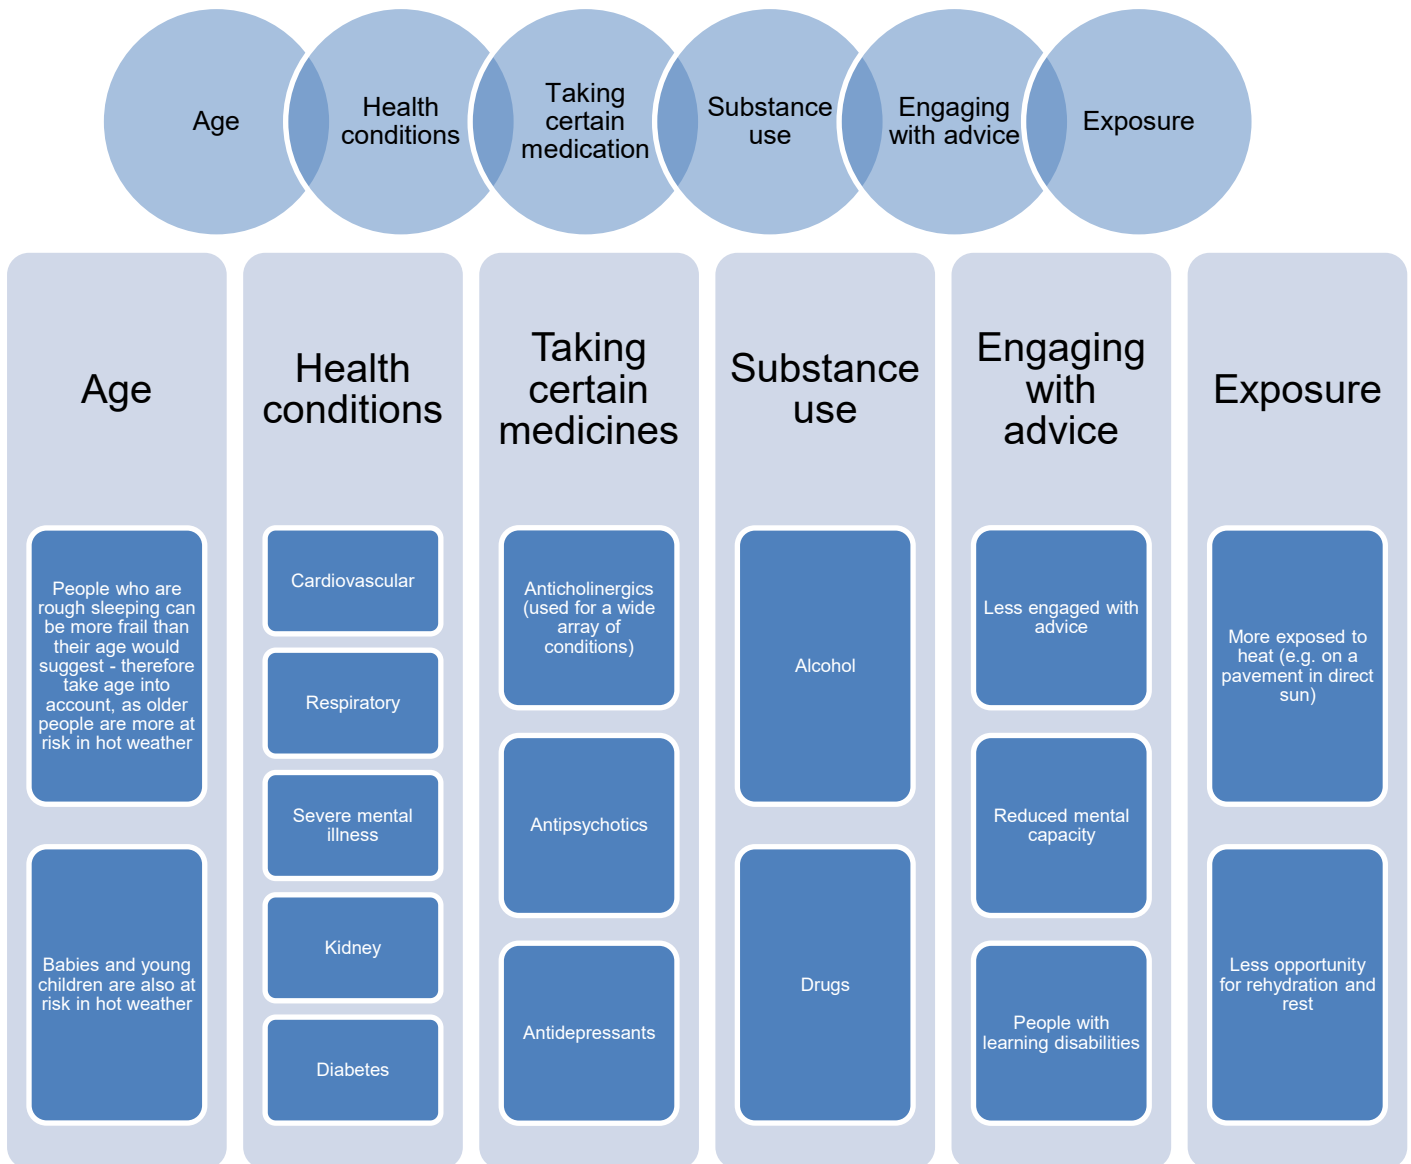 Age
Health
conditions
Taking
certain
medication
Substance
use
Engaging
with advice
Exposure
Age
People who are
rough sleeping can
be more frail than
their age would
suggest - therefore
take age into
account, as older
people are more at
risk in hot weather
Babies and young
children are also at
risk in hot weather
Health
conditions
Cardiovascular
Respiratory
Severe mental
illness
Kidney
Diabetes
Taking
certain
medicines
Anticholinergics
(used for a wide
array of
conditions)
Antipsychotics
Antidepressants
Substance
use
Alcohol
Drugs
Engaging
with
advice
Less engaged with
advice
Reduced mental
capacity
People with
learning disabilities
Exposure
More exposed to
heat (e.g. on a
pavement in direct
sun)
Less opportunity
for rehydration and
rest